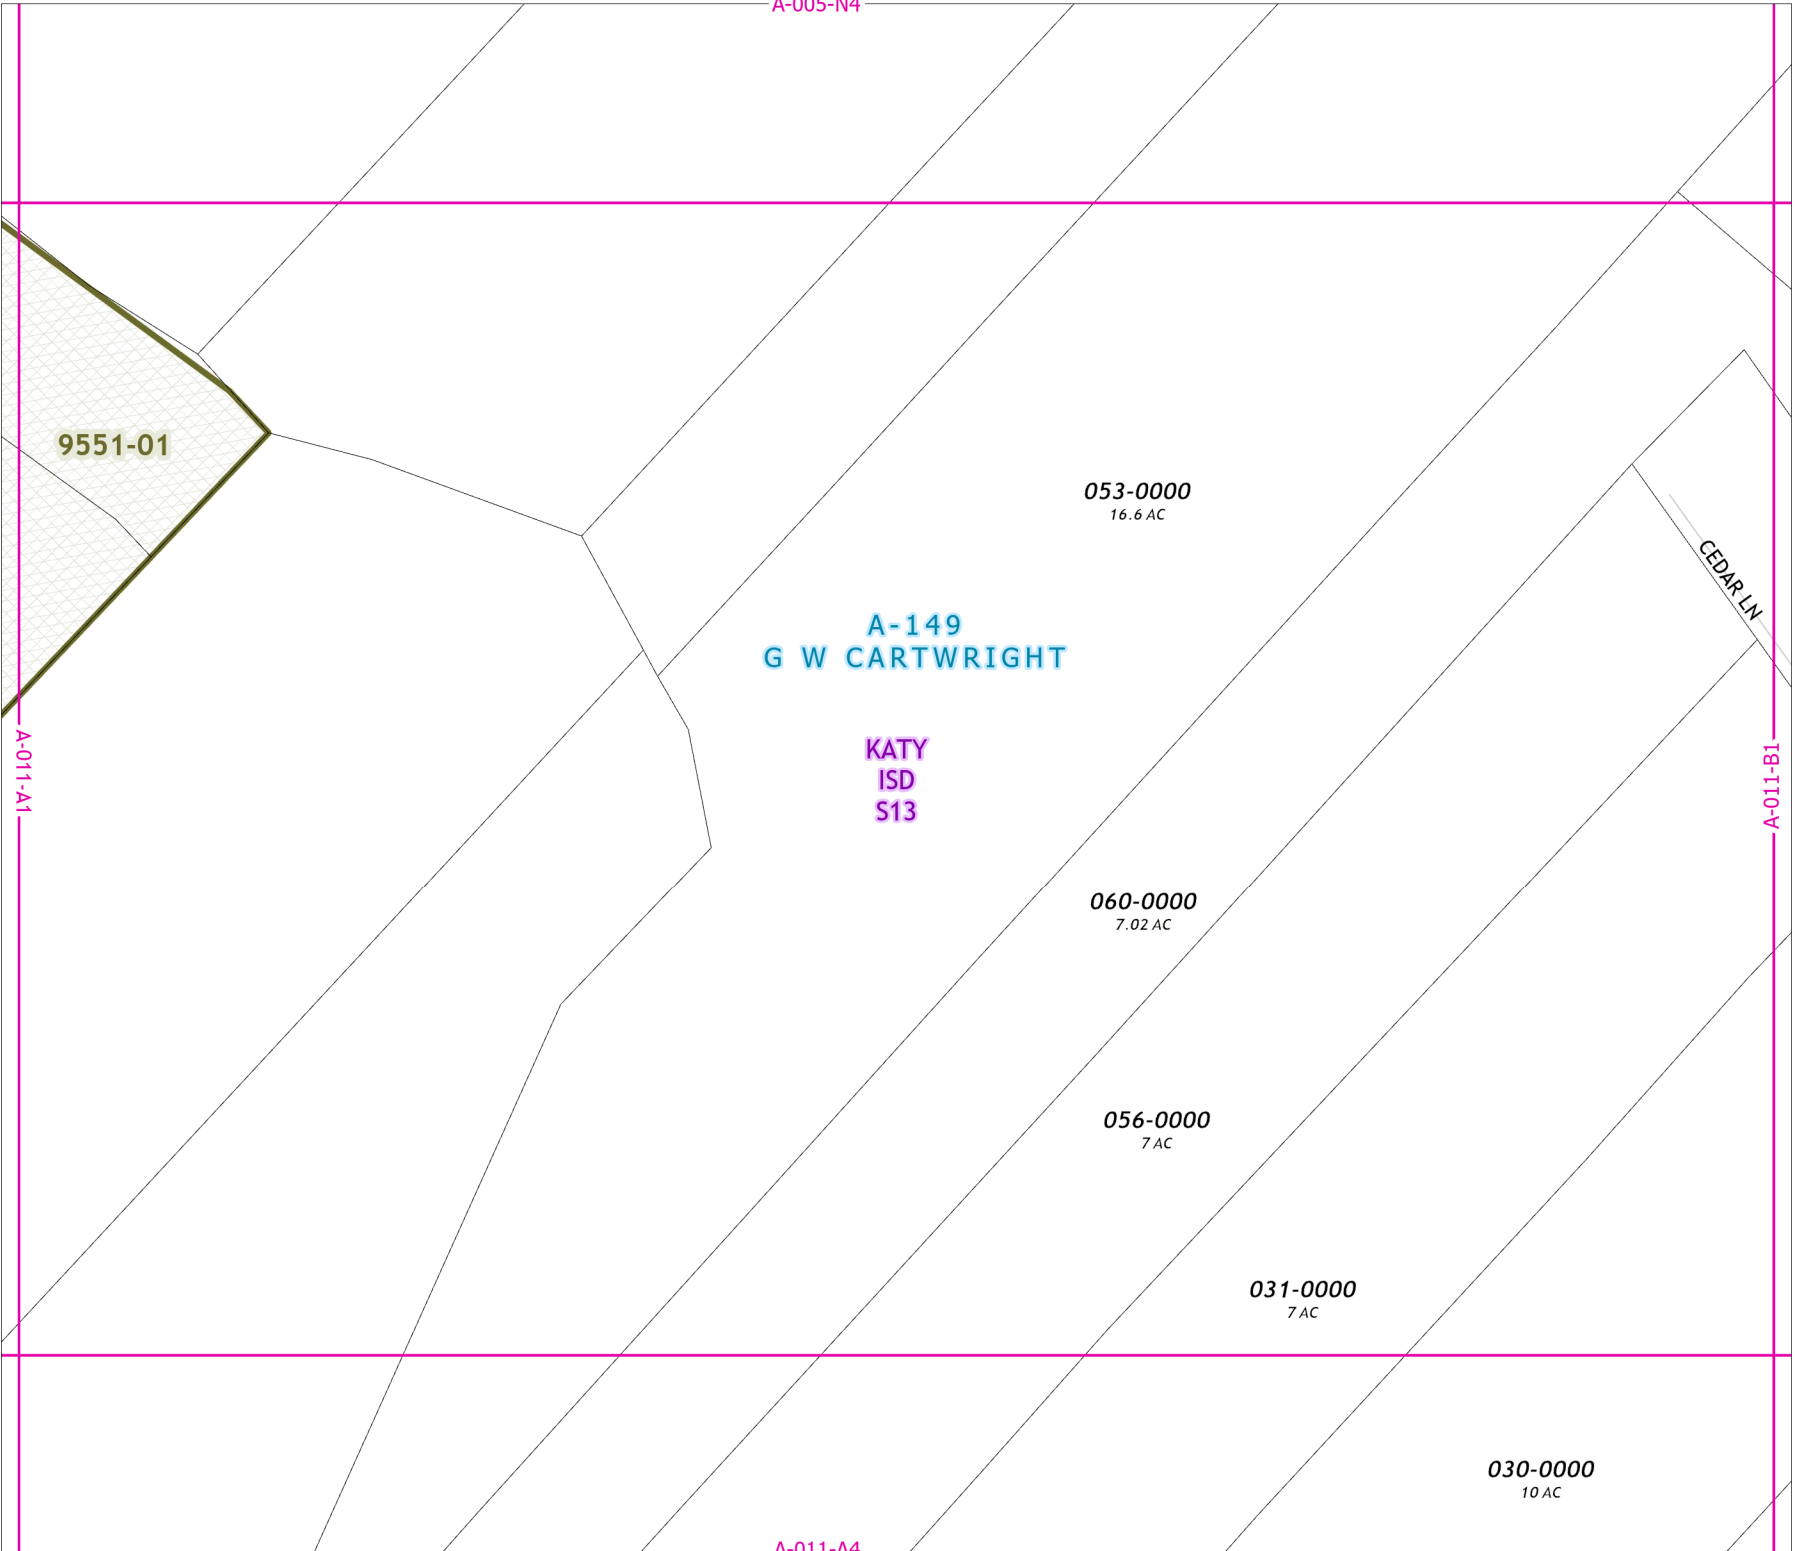 A-005-N4
9551-01
053-0000
16.6 AC
CEDAR LN
A-149
G W CARTWRIGHT
KATY
ISD
S13
A-011-A1
A-011-B1
060-0000
7.02 AC
056-0000
7 AC
031-0000
7 AC
030-0000
10 AC
A-011-A4